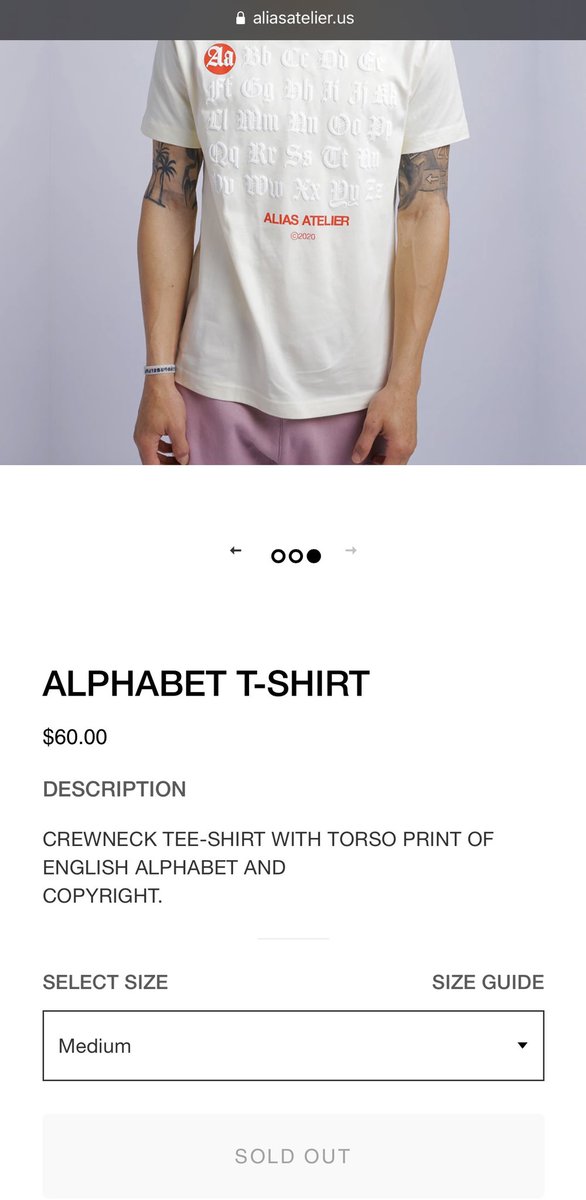 aliasatelier.us
Aa Bb Cc Dd Ee
Ff Gg Hh Ii Jj Kk
Ll Mm Nn Oo Pp
Qq Rr Ss Tt Uu
Vv Ww Xx Yy Zz
ALIAS ATELIER
©2020
ALPHABET T-SHIRT
$60.00
DESCRIPTION
CREWNECK TEE-SHIRT WITH TORSO PRINT OF
ENGLISH ALPHABET AND
COPYRIGHT.
SELECT SIZE SIZE GUIDE
Medium
SOLD OUT